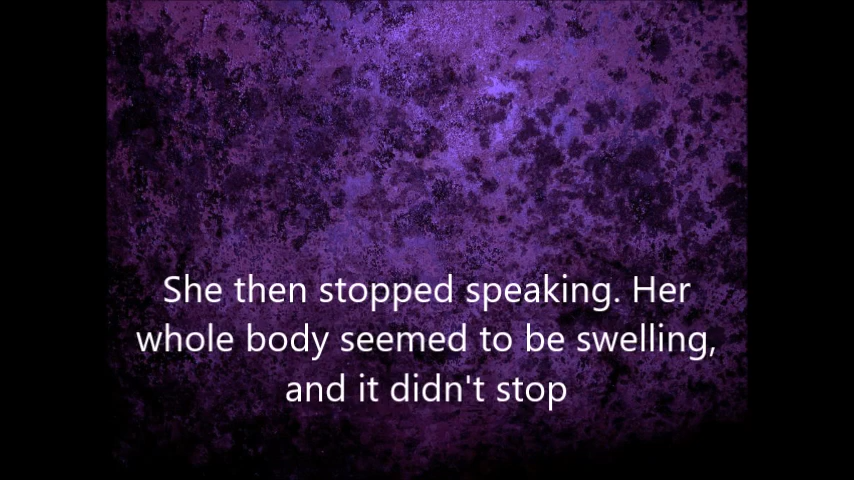 She then stopped speaking. Her
whole body seemed to be swelling,
and it didn't stop